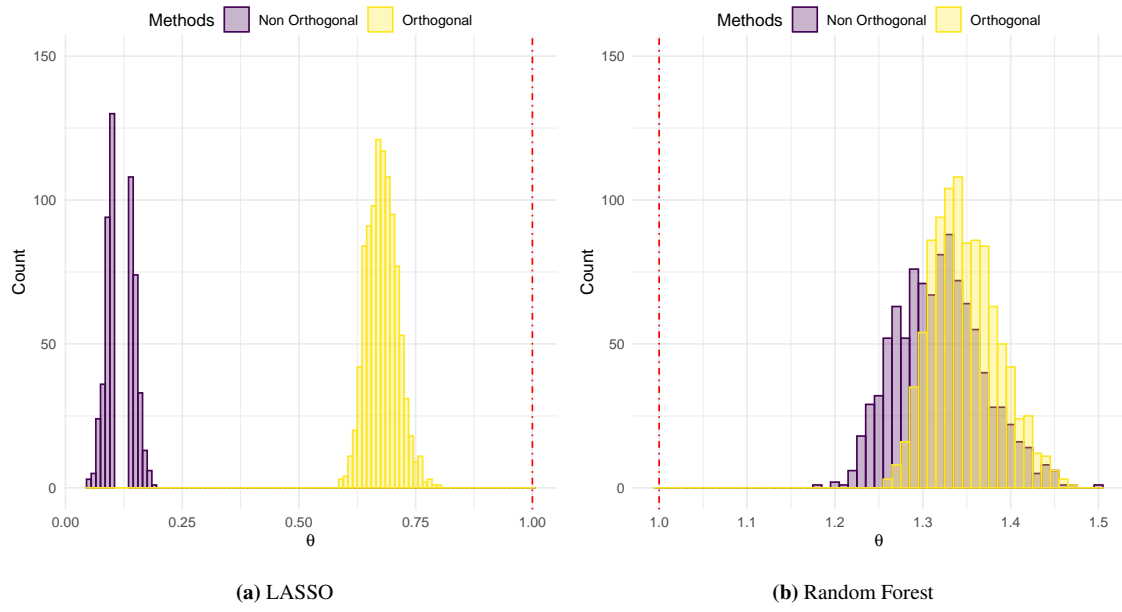 Methods Non Orthogonal Orthogonal
150
100
50
0
Count
0.00 0.25 0.50 0.75 1.00
θ
(a) LASSO
Methods Non Orthogonal Orthogonal
150
100
50
0
Count
1.0 1.1 1.2 1.3 1.4 1.5
θ
(b) Random Forest